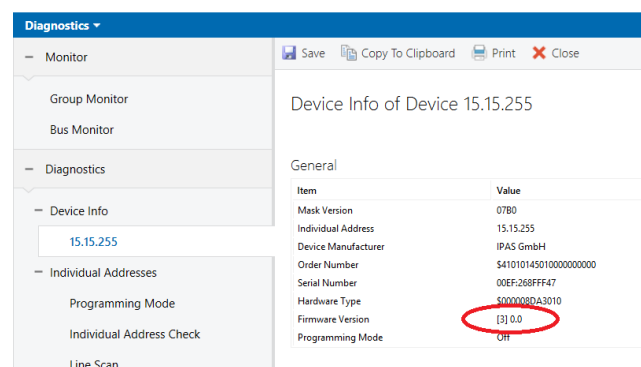 Diagnostics
Monitor
Group Monitor
Bus Monitor
Diagnostics
Device Info
15.15.255
Individual Addresses
Programming Mode
Individual Address Check
Line Scan
Save Copy To Clipboard Print Close
Device Info of Device 15.15.255
General
Item Value
Mask Version 07B0
Individual Address 15.15.255
Device Manufacturer IPAS GmbH
Order Number $41010145010000000000
Serial Number 00EF:268FFF47
Hardware Type $000008DA3010
Firmware Version [3] 0.0
Programming Mode Off